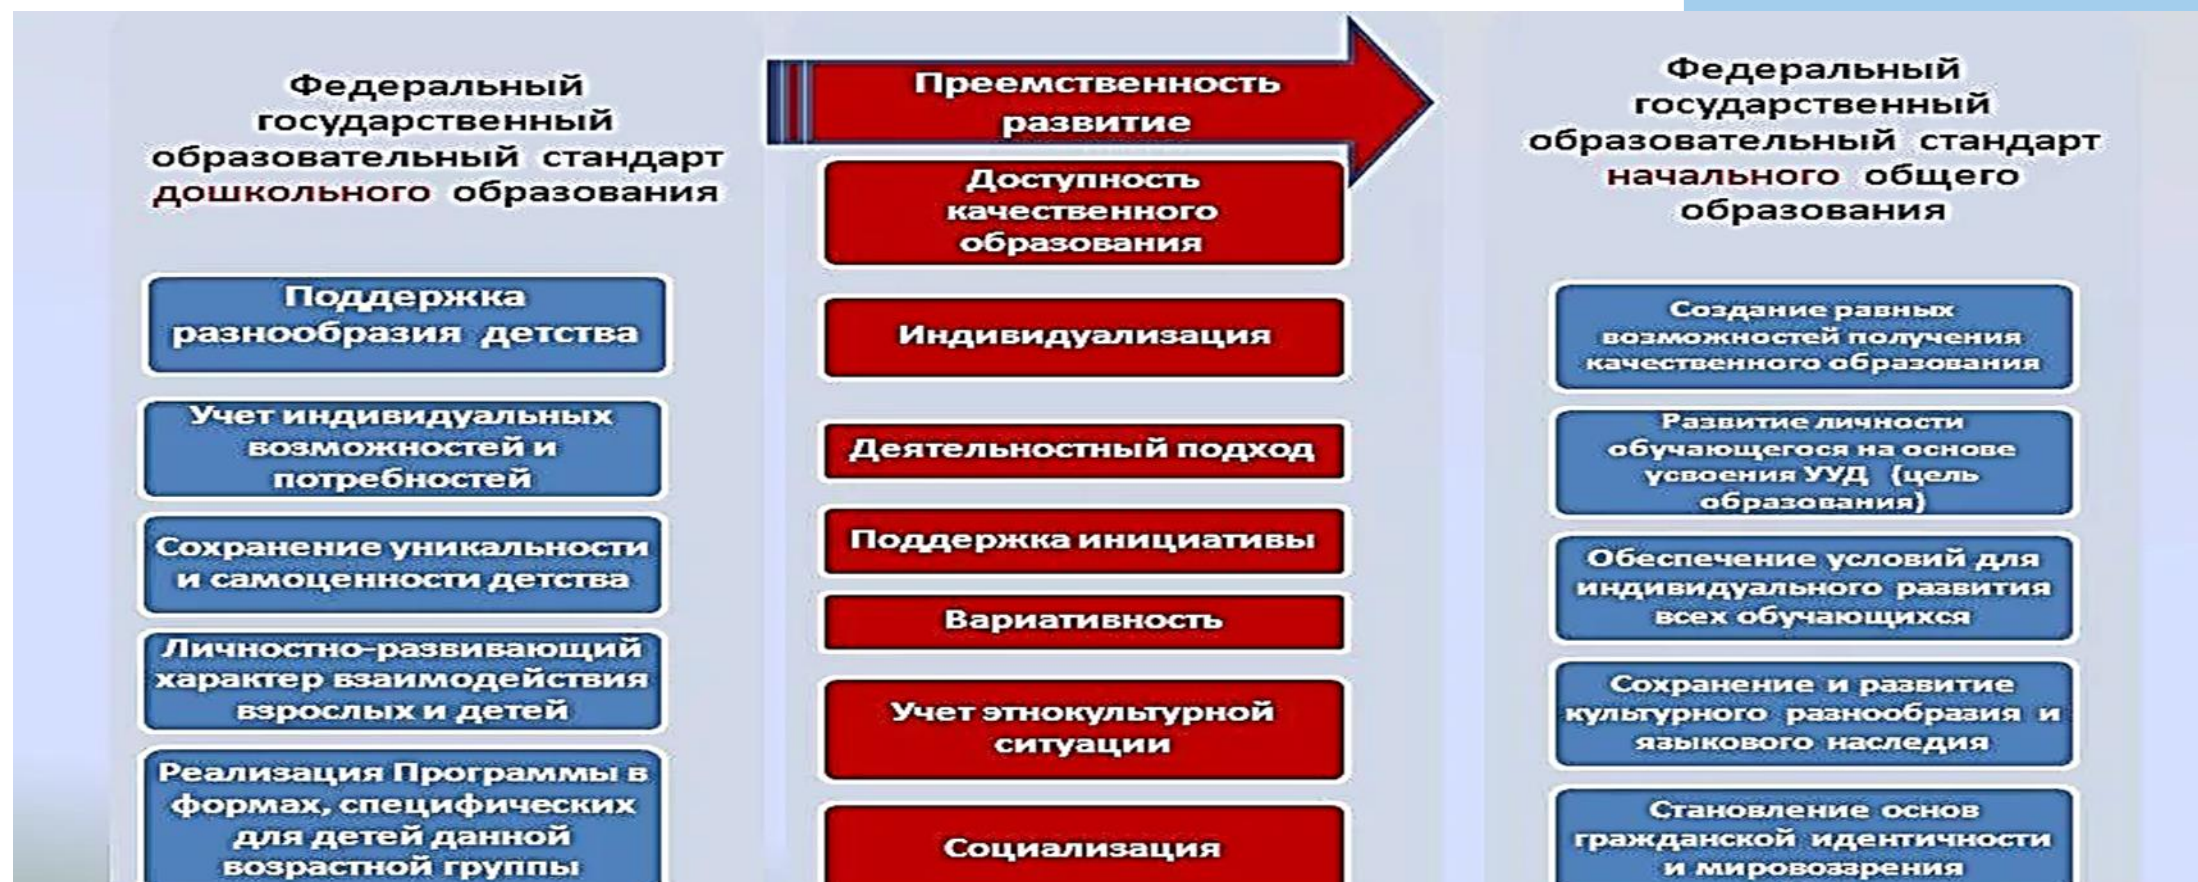 Федеральный
государственный
образовательный стандарт
дошкольного образования
Поддержка
разнообразия детства
Учет индивидуальных
возможностей и
потребностей
Сохранение уникальности
и самоценности детства
Личностно-развивающий
характер взаимодействия
взрослых и детей
Реализация Программы в
формах, специфических
для детей данной
возрастной группы
Преемственность
развитие
Доступность
качественного
образования
Индивидуализация
Деятельностный подход
Поддержка инициативы
Вариативность
Учет этнокультурной
ситуации
Социализация
Федеральный
государственный
образовательный стандарт
начального общего
образования
Создание равных
возможностей получения
качественного образования
Развитие личности
обучающегося на основе
усвоения УУД (цель
образования)
Обеспечение условий для
индивидуального развития
всех обучающихся
Сохранение и развитие
культурного разнообразия и
языкового наследия
Становление основ
гражданской идентичности
и мировоззрения